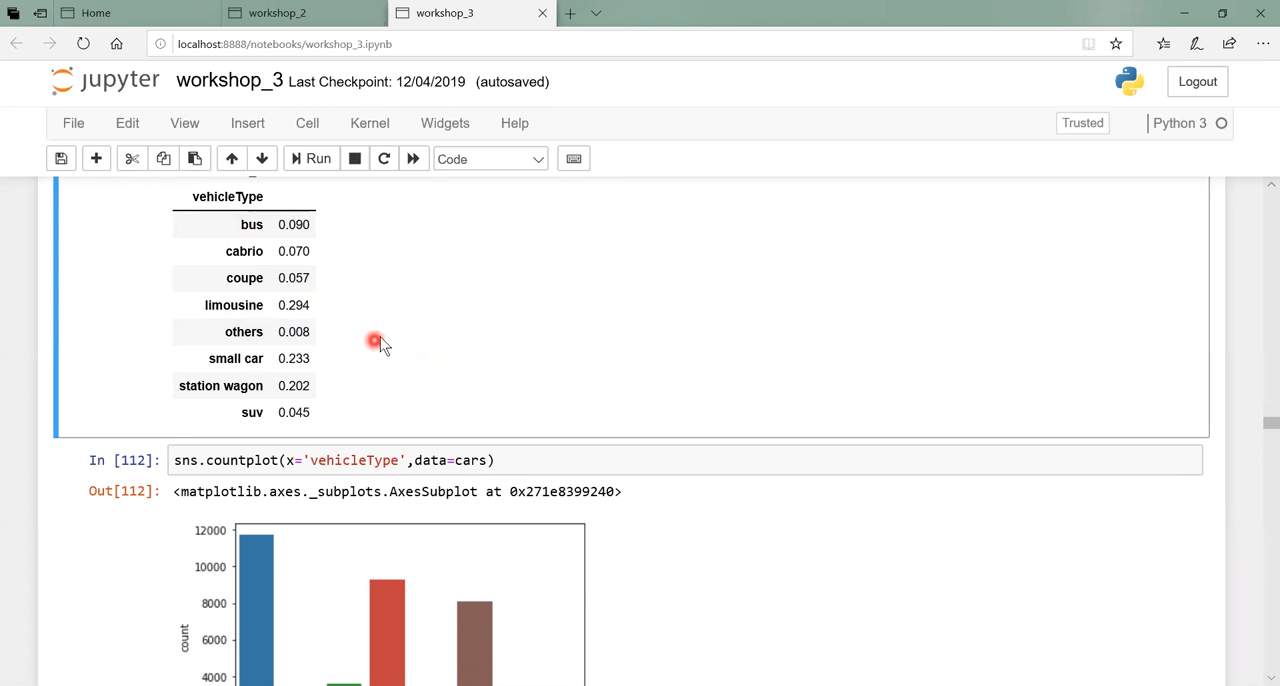 Home
workshop_2
workshop_3
localhost:8888/notebooks/workshop_3.ipynb
jupyter
workshop_3 Last Checkpoint: 12/04/2019 (autosaved)
Logout
File Edit View Insert Cell Kernel Widgets Help
Trusted
Python 3
Run
Code
vehicleType
bus 0.090
cabrio 0.070
coupe 0.057
limousine 0.294
others 0.008
small car 0.233
station wagon 0.202
suv 0.045
In [112]: sns.countplot(x='vehicleType',data=cars)
Out[112]: <matplotlib.axes._subplots.AxesSubplot at 0x271e8399240>
12000
10000
8000
6000
4000
count